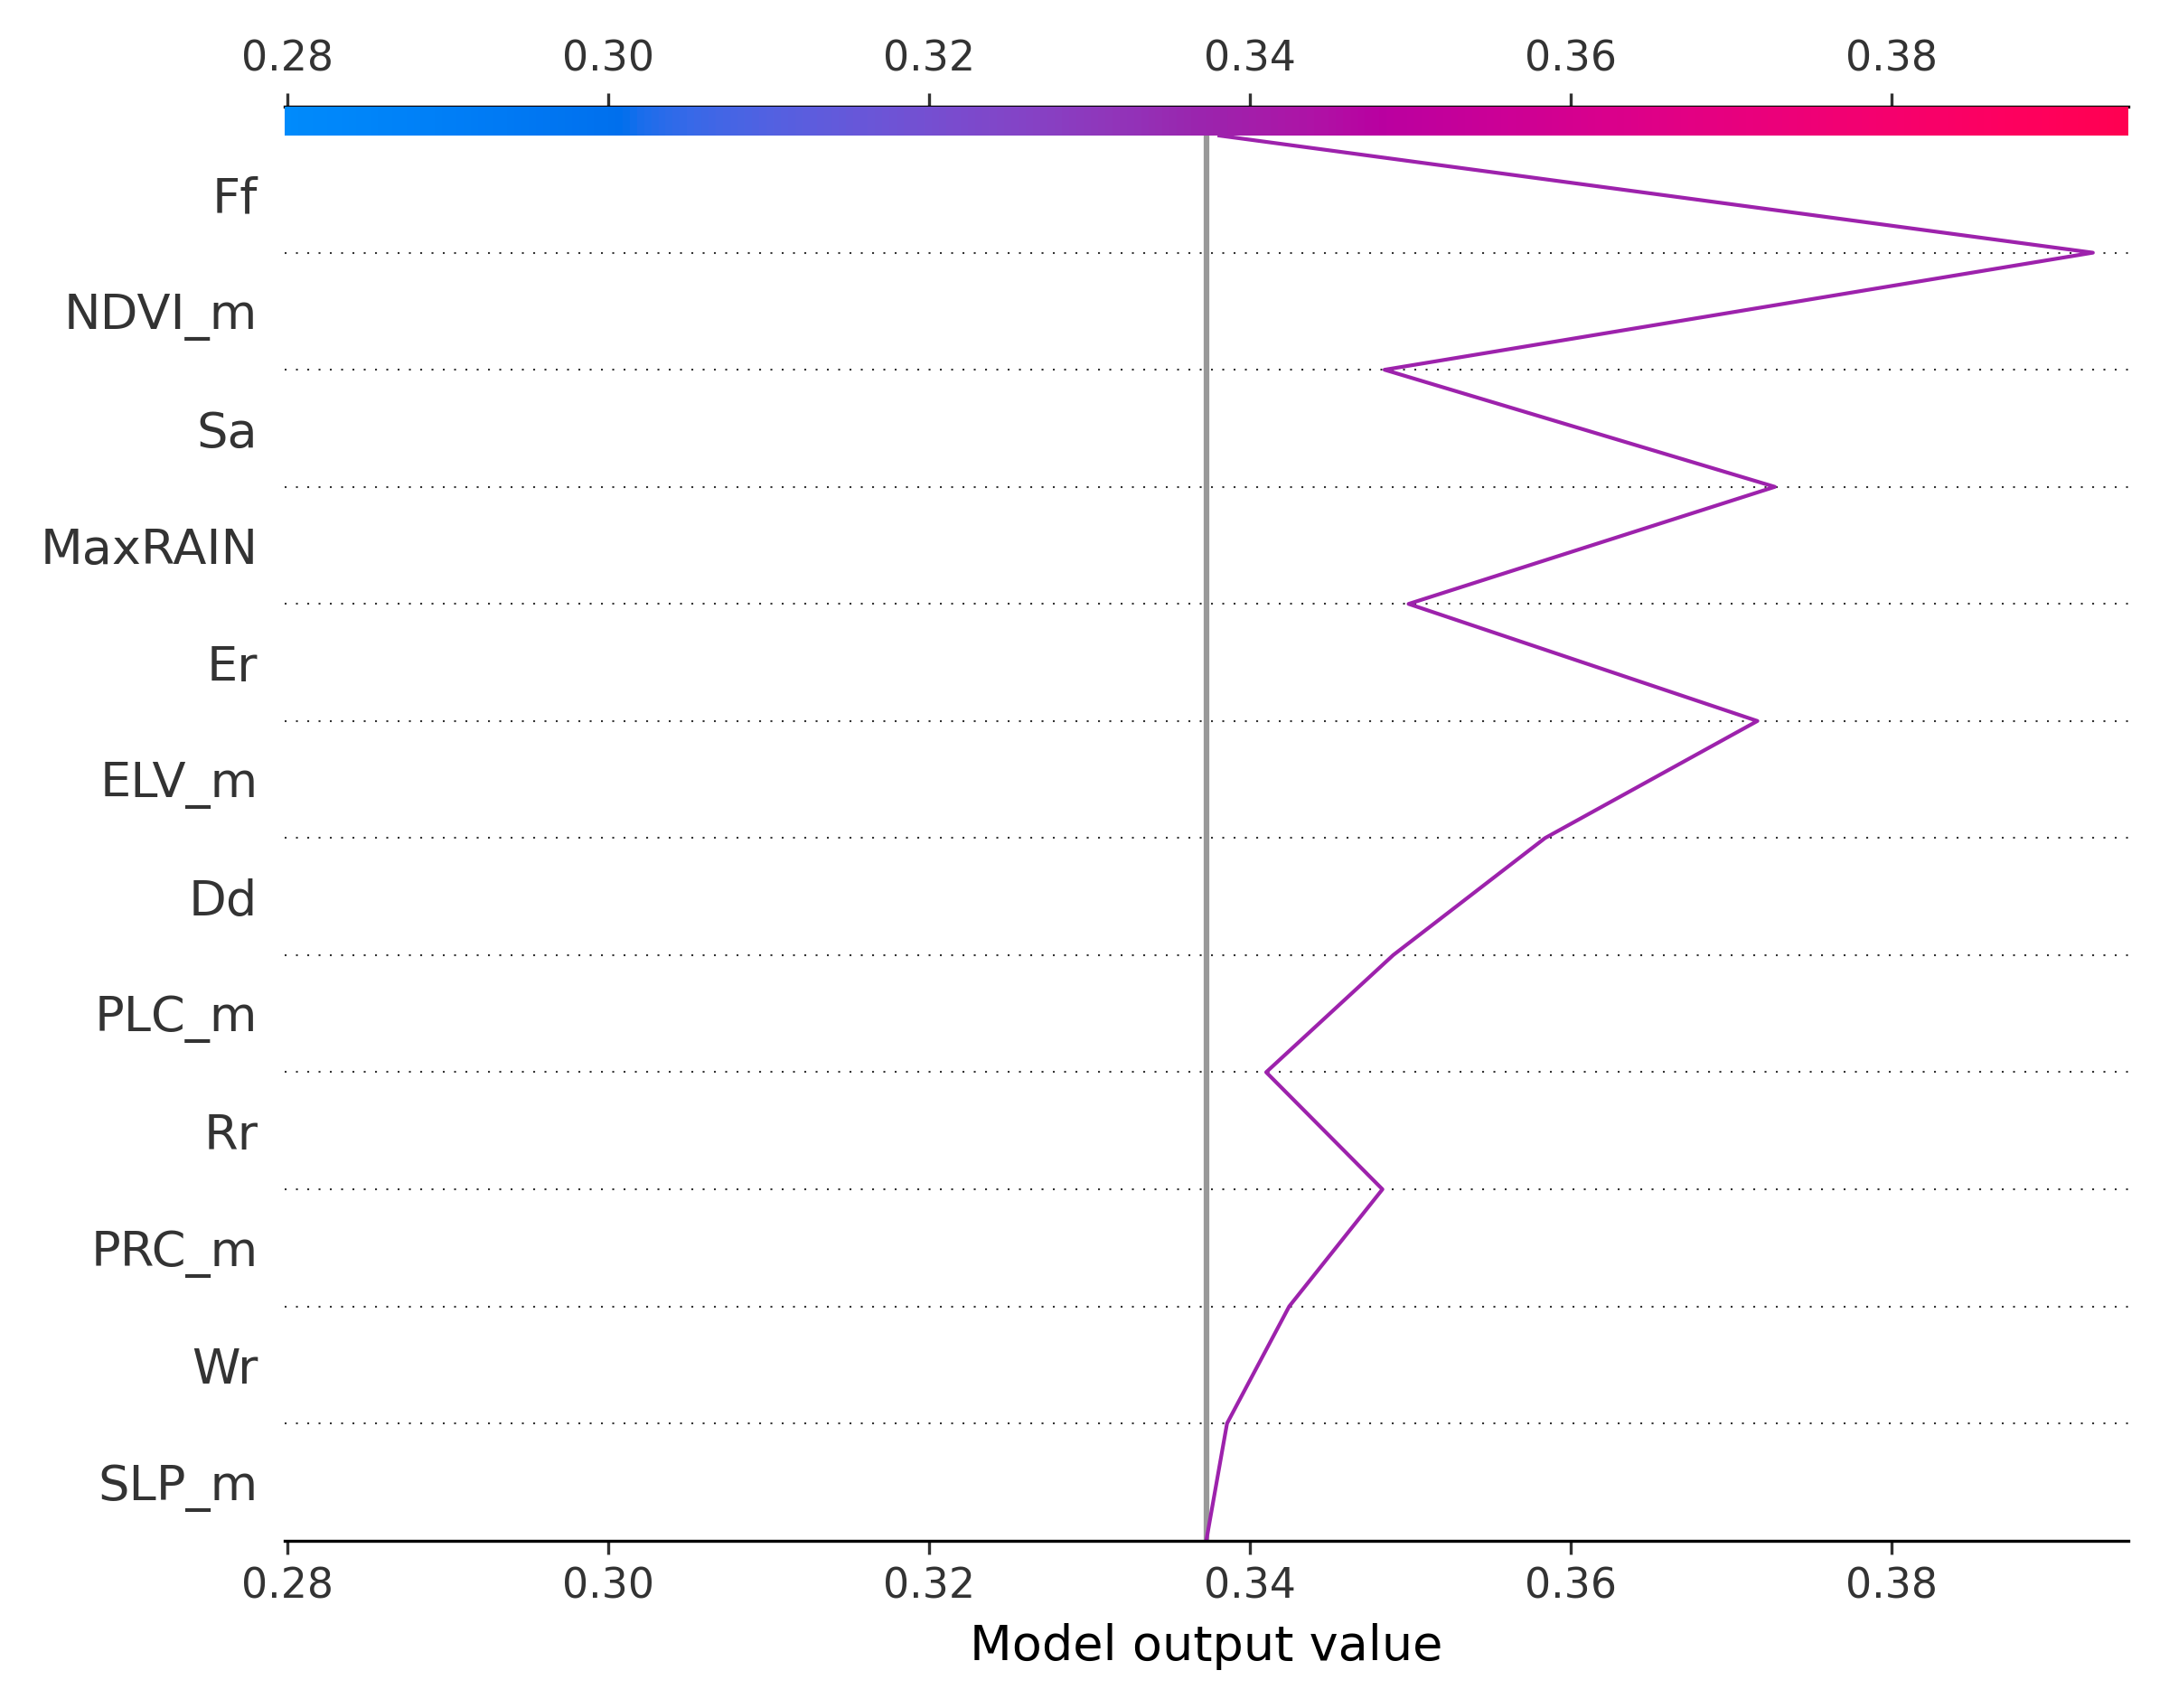 0.28 0.30 0.32 0.34 0.36 0.38
Ff
NDVI_m
Sa
MaxRAIN
Er
ELV_m
Dd
PLC_m
Rr
PRC_m
Wr
SLP_m
0.28 0.30 0.32 0.34 0.36 0.38
Model output value